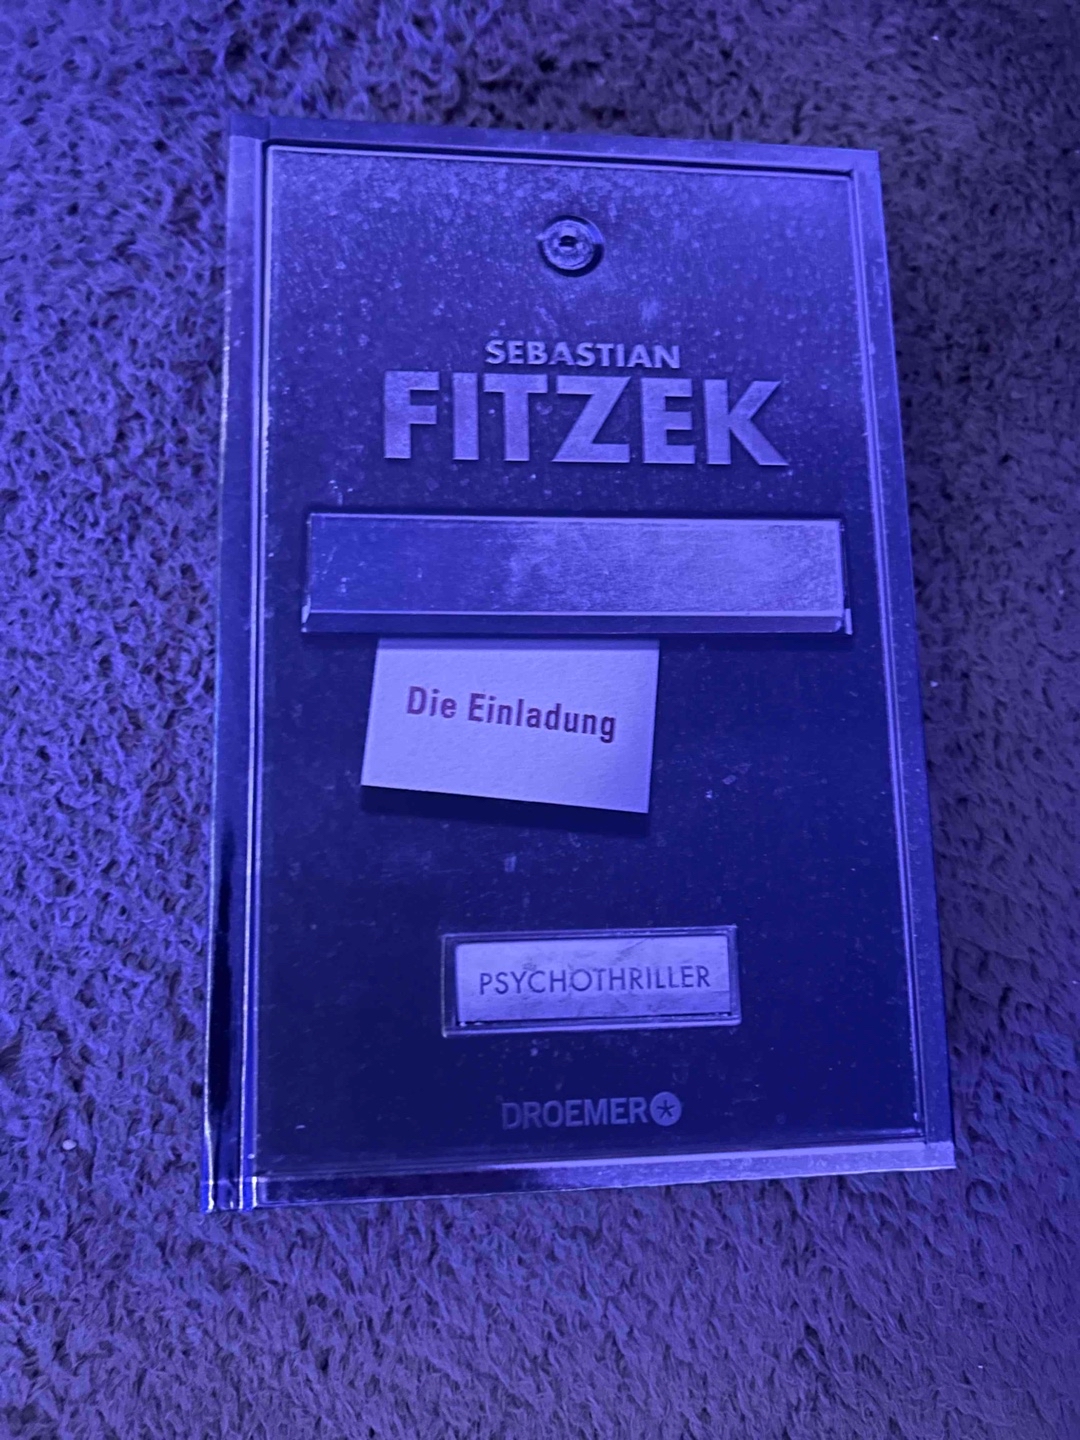 SEBASTIAN
FITZEK
Die Einladung
PSYCHOTHRILLER
DROEMER